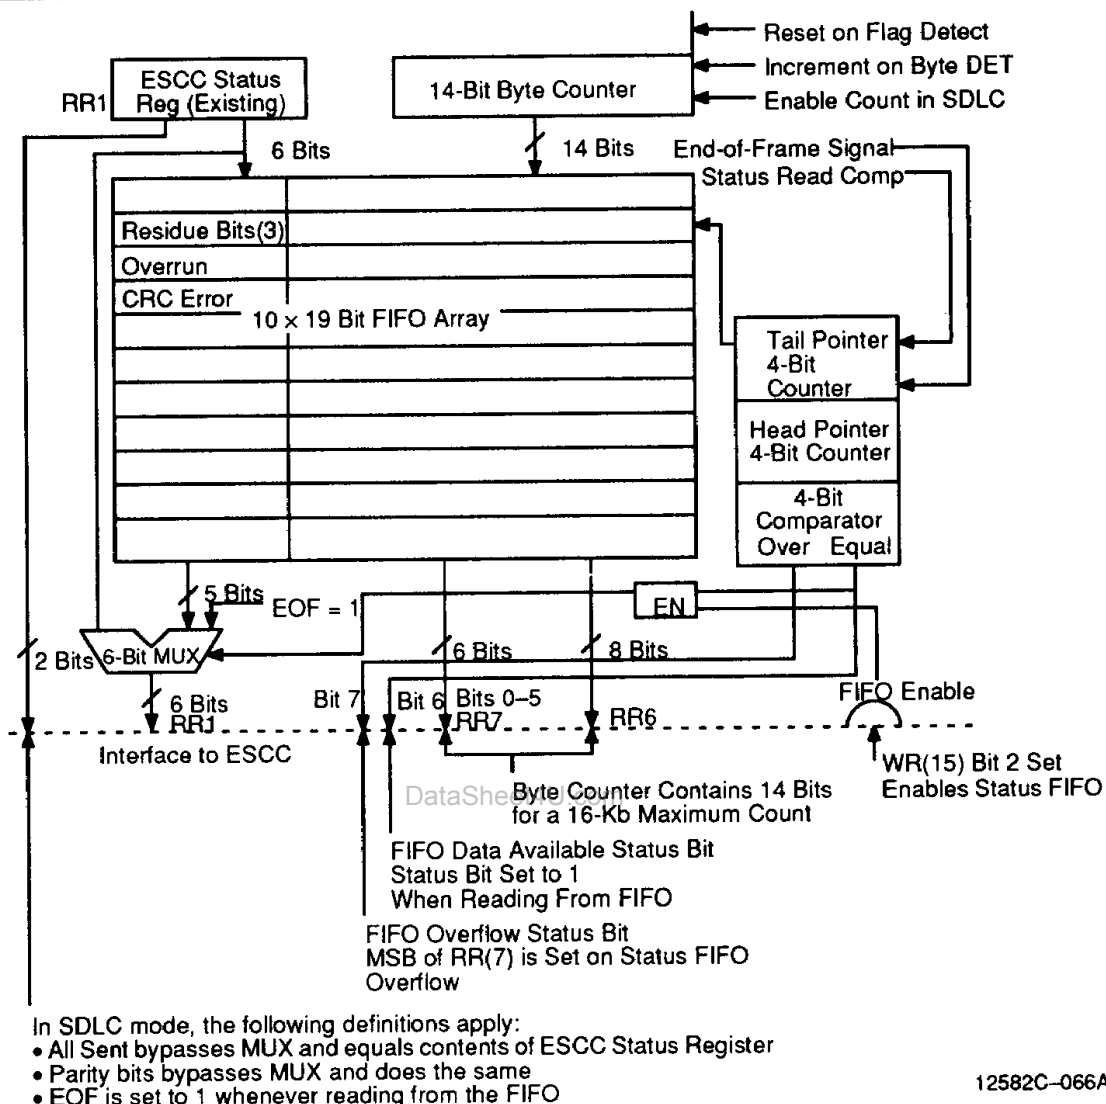 Reset on Flag Detect
Increment on Byte DET
Enable Count in SDLC
RR1
ESCC Status
Reg (Existing)
14-Bit Byte Counter
6 Bits
14 Bits
End-of-Frame Signal
Status Read Comp
Residue Bits(3)
Overrun
CRC Error
10 × 19 Bit FIFO Array
Tail Pointer
4-Bit
Counter
Head Pointer
4-Bit Counter
4-Bit
Comparator
Over Equal
5 Bits
EOF = 1
EN
2 Bits
6-Bit MUX
6 Bits
8 Bits
6 Bits
RR1
Bit 7
Bit 6
Bits 0–5
RR7
RR6
FIFO Enable
Interface to ESCC
WR(15) Bit 2 Set
Enables Status FIFO
DataSheet4U.com
Byte Counter Contains 14 Bits
for a 16-Kb Maximum Count
FIFO Data Available Status Bit
Status Bit Set to 1
When Reading From FIFO
FIFO Overflow Status Bit
MSB of RR(7) is Set on Status FIFO
Overflow
In SDLC mode, the following definitions apply:
• All Sent bypasses MUX and equals contents of ESCC Status Register
• Parity bits bypasses MUX and does the same
• EOF is set to 1 whenever reading from the FIFO
12582C–066A